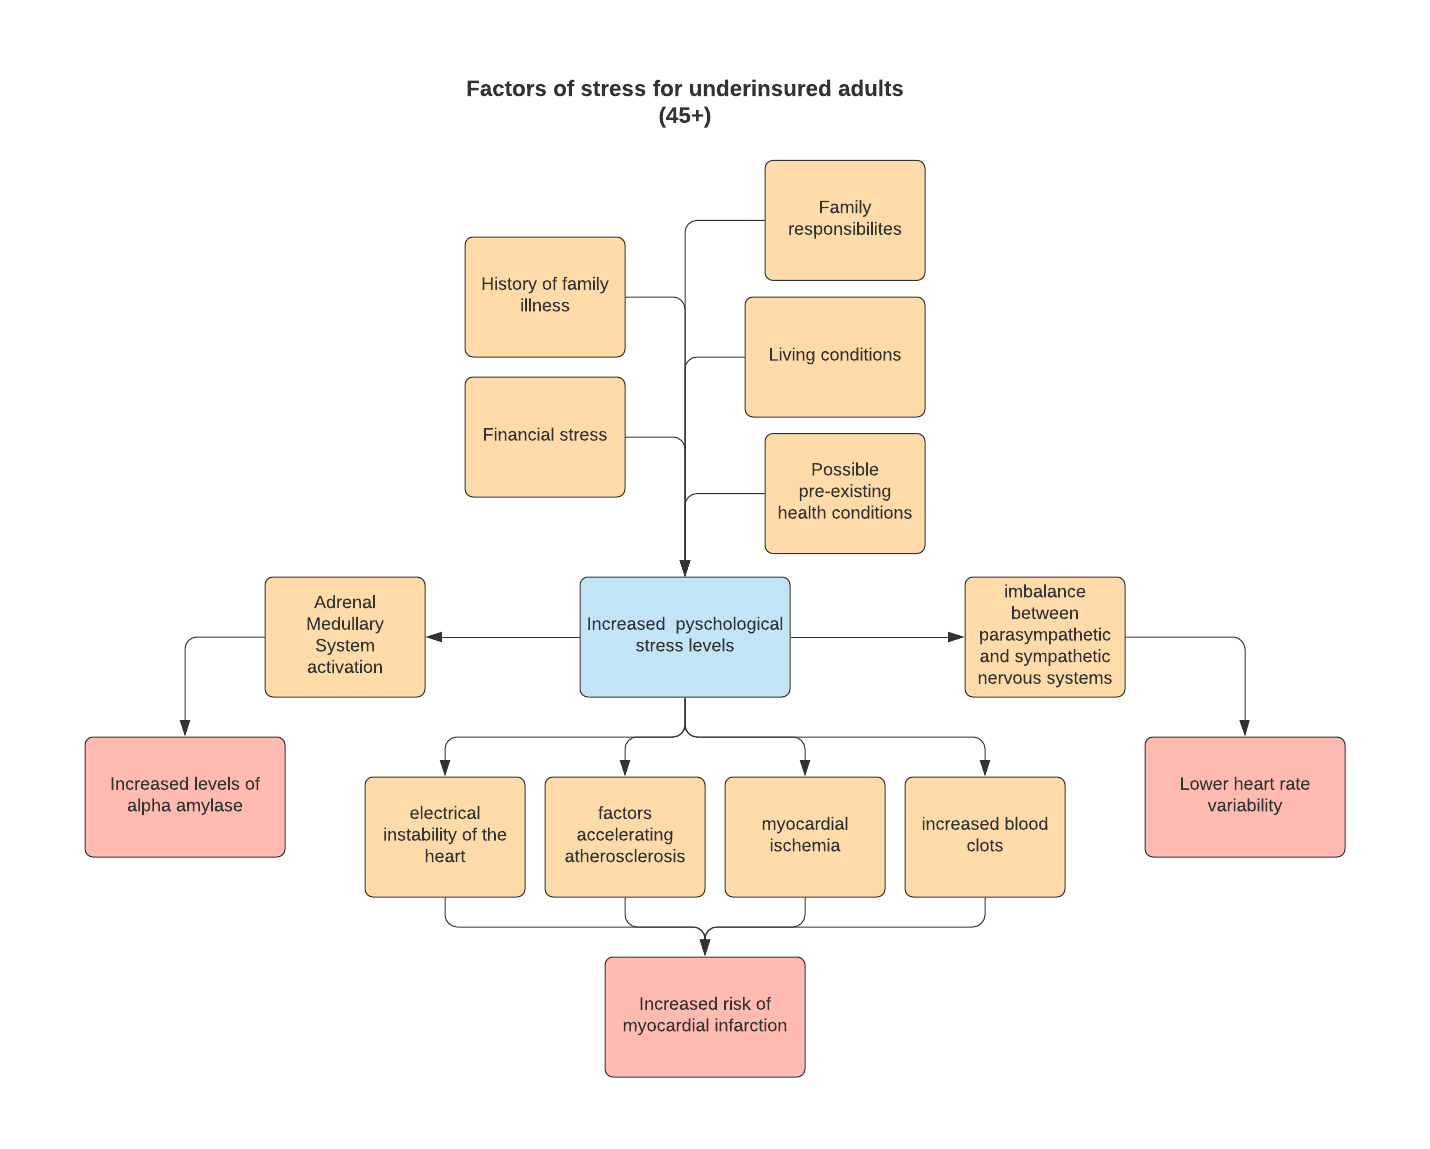 Factors of stress for underinsured adults
(45+)
Family
responsibilites
History of family
illness
Living conditions
Financial stress
Possible
pre-existing
health conditions
Adrenal
Medullary
System
activation
Increased  pyschological
stress levels
imbalance
between
parasympathetic
and sympathetic
nervous systems
Increased levels of
alpha amylase
electrical
instability of the
heart
factors
accelerating
atherosclerosis
myocardial
ischemia
increased blood
clots
Lower heart rate
variability
Increased risk of
myocardial infarction